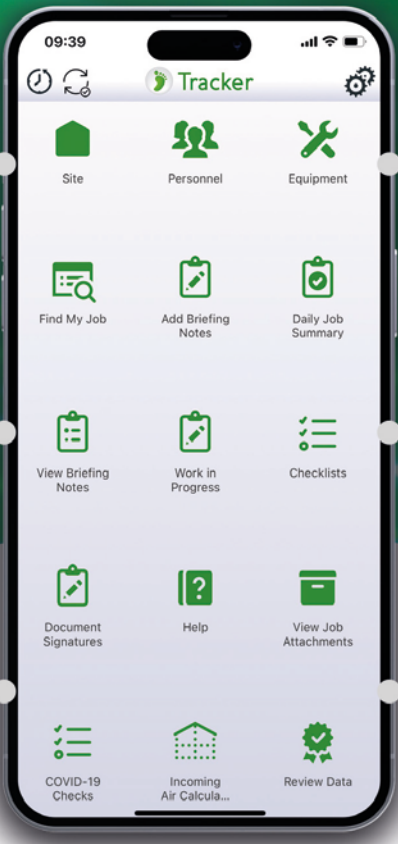 09:39
Tracker
Site
Personnel
Equipment
Find My Job
Add Briefing
Notes
Daily Job
Summary
View Briefing
Notes
Work in
Progress
Checklists
Document
Signatures
Help
View Job
Attachments
COVID-19
Checks
Incoming
Air Calcula...
Review Data